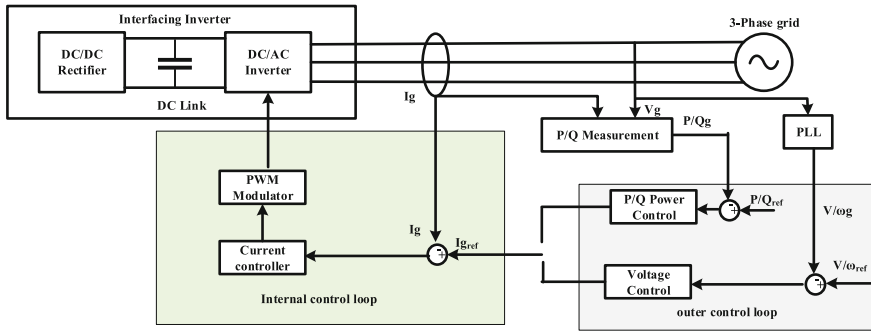 Interfacing Inverter
3-Phase grid
DC/DC
Rectifier
DC/AC
Inverter
DC Link
Ig
Vg
P/Q Measurement
P/Qg
PLL
PWM
Modulator
P/Q Power
Control
-
+
P/Qref
V/ωg
Ig
Igref
-
+
Current
controller
Voltage
Control
V/ωref
-
+
Internal control loop
outer control loop